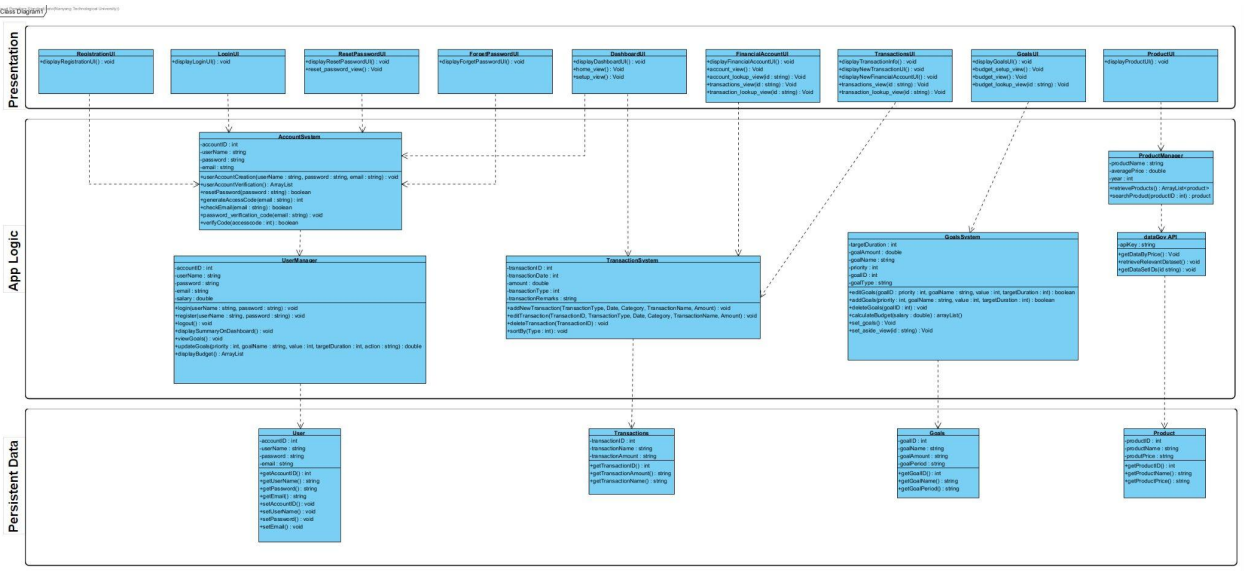 Class Diagram1
Presentation
RegistrationUI
+displayRegistrationUI() : void
LoginUI
+displayLoginUI() : void
ResetPasswordUI
+displayResetPasswordUI() : void
+reset_password_view() : Void
ForgetPasswordUI
+displayForgetPasswordUI() : void
DashboardUI
+displayDashboardUI() : void
+home_view() : Void
+setup_view() : Void
FinancialAccountUI
+displayFinancialAccountUI() : void
+account_view() : Void
+account_lookup_view(id : string) : Void
+transactions_view(id : string) : Void
+transaction_lookup_view(id : string) : Void
TransactionsUI
+displayTransactionInfo() : void
+displayNewTransactionUI() : void
+displayNewFinancialAccountUI() : void
+transactions_view(id : string) : Void
+transaction_lookup_view(id : string) : Void
GoalsUI
+displayGoalsUI() : void
+budget_setup_view() : Void
+budget_view() : Void
+budget_lookup_view(id : string) : Void
ProductUI
+displayProductUI() : void
App Logic
AccountSystem
-accountID : int
-userName : string
-password : string
-email : string
+userAccountCreation(userName : string, password : string, email : string) : void
+userAccountVerification() : ArrayList
+resetPassword(password : string) : boolean
+generateAccessCode(email : string) : int
+checkEmail(email : string) : boolean
+password_verification_code(email : string) : void
+verifyCode(accesscode : int) : boolean
ProductManager
-productName : string
-averagePrice : double
-year : int
+retrieveProducts() : ArrayList<product>
+searchProduct(productID : int) : product
UserManager
-accountID : int
-userName : string
-password : string
-email : string
-salary : double
+login(userName : string, password : string) : void
+register(userName : string, password : string) : void
+logout() : void
+displaySummaryOnDashboard() : void
+viewGoals() : void
+updateGoals(priority : int, goalName : string, value : int, targetDuration : int, action : string) : double
+displayBudget() : ArrayList
TransactionSystem
-transactionID : int
-transactionDate : int
-amount : double
-transactionType : int
-transactionRemarks : string
+addNewTransaction(TransactionType, Date, Category, TransactionName, Amount) : void
+editTransaction(TransactionID, TransactionType, Date, Category, TransactionName, Amount) : void
+deleteTransaction(TransactionID) : void
+sortBy(Type : int) : void
GoalsSystem
-targetDuration : int
-goalAmount : double
-goalName : string
-priority : int
-goalID : int
-goalType : string
+editGoals(goalID : priority : int, goalName : string, value : int, targetDuration : int) : boolean
+addGoals(priority : int, goalName : string, value : int, targetDuration : int) : boolean
+deleteGoals(goalID : int) : void
+calculateBudget(salary : double) : arrayList()
+set_goals() : Void
+set_aside_view(id : string) : Void
dataGov API
-apiKey : string
+getDataByPrice() : Void
+retrieveRelevantDataset() : void
+getDataSetIDs(id string) : void
Persistent Data
User
-accountID : int
-userName : string
-password : string
-email : string
+getAccountID() : int
+getUserName() : string
+getPassword() : string
+getEmail() : string
+setAccountID() : void
+setUserName() : void
+setPassword() : void
+setEmail() : void
Transactions
-transactionID : int
-transactionName : string
-transactionAmount : string
+getTransactionID() : int
+getTransactionAmount() : string
+getTransactionName() : string
Goals
-goalID : int
-goalName : string
-goalAmount : string
-goalPeriod : string
+getGoalID() : int
+getGoalName() : string
+getGoalPeriod() : string
Product
-productID : int
-productName : string
-produtPrice : string
+getProductID() : int
+getProductName() : string
+getProductPrice() : string